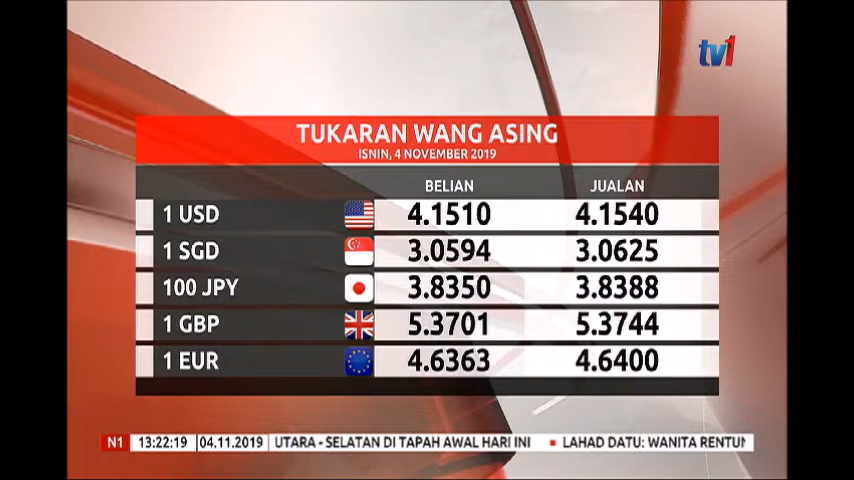 tv1
TUKARAN WANG ASING
ISNIN, 4 NOVEMBER 2019
BELIAN JUALAN
1 USD 4.1510 4.1540
1 SGD 3.0594 3.0625
100 JPY 3.8350 3.8388
1 GBP 5.3701 5.3744
1 EUR 4.6363 4.6400
N1 13:22:19 04.11.2019 UTARA - SELATAN DI TAPAH AWAL HARI INI ▪ LAHAD DATU: WANITA